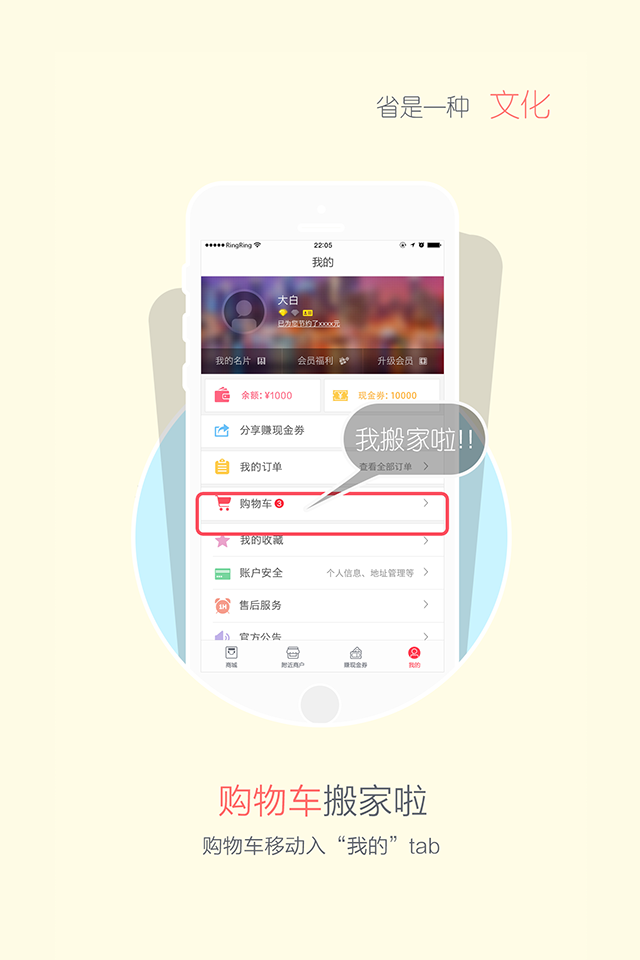 省是一种 文化
RingRing 22:05
我的
大白
已为您节约了xxxx元
我的名片 会员福利 升级会员
余额：¥1000 现金券：10000
分享赚现金券
我搬家啦!!
我的订单 查看全部订单
购物车 3
我的收藏
账户安全 个人信息、地址管理等
售后服务
官方公告
商城 附近商户 赚现金券 我的
购物车搬家啦
购物车移动入“我的”tab